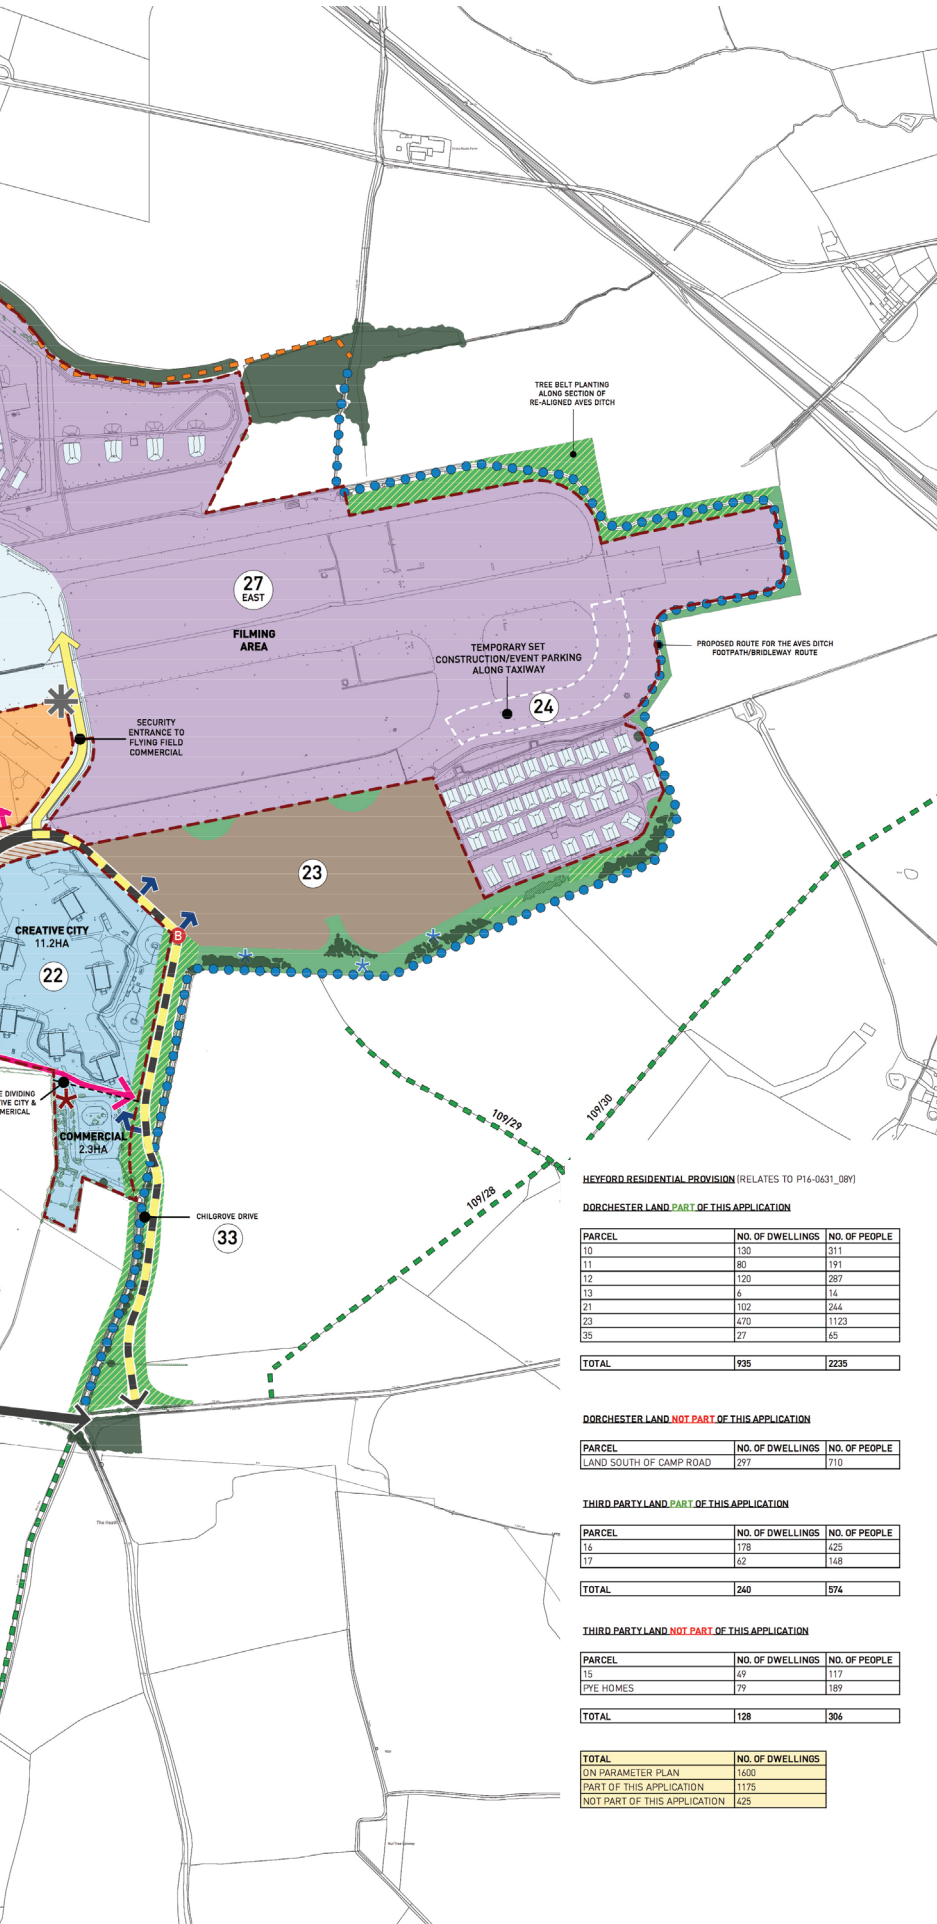 TREE BELT PLANTING
ALONG SECTION OF
RE-ALIGNED AVES DITCH
27
EAST
FILMING
AREA
TEMPORARY SET
CONSTRUCTION/EVENT PARKING
ALONG TAXIWAY
PROPOSED ROUTE FOR THE AVES DITCH
FOOTPATH/BRIDLEWAY ROUTE
24
SECURITY
ENTRANCE TO
FLYING FIELD
COMMERCIAL
23
B
CREATIVE CITY
11.2HA
22
E DIVIDING
IVE CITY &
MERICAL
COMMERCIAL
2.3HA
109/30
109/29
109/28
CHILGROVE DRIVE
33
The Heath
HEYFORD RESIDENTIAL PROVISION (RELATES TO P16-0631_08Y)
DORCHESTER LAND PART OF THIS APPLICATION
PARCEL NO. OF DWELLINGS NO. OF PEOPLE
10 130 311
11 80 191
12 120 287
13 6 14
21 102 244
23 470 1123
35 27 65
TOTAL 935 2235
DORCHESTER LAND NOT PART OF THIS APPLICATION
PARCEL NO. OF DWELLINGS NO. OF PEOPLE
LAND SOUTH OF CAMP ROAD 297 710
THIRD PARTY LAND PART OF THIS APPLICATION
PARCEL NO. OF DWELLINGS NO. OF PEOPLE
16 178 425
17 62 148
TOTAL 240 574
THIRD PARTY LAND NOT PART OF THIS APPLICATION
PARCEL NO. OF DWELLINGS NO. OF PEOPLE
15 49 117
PYE HOMES 79 189
TOTAL 128 306
TOTAL NO. OF DWELLINGS
ON PARAMETER PLAN 1600
PART OF THIS APPLICATION 1175
NOT PART OF THIS APPLICATION 425